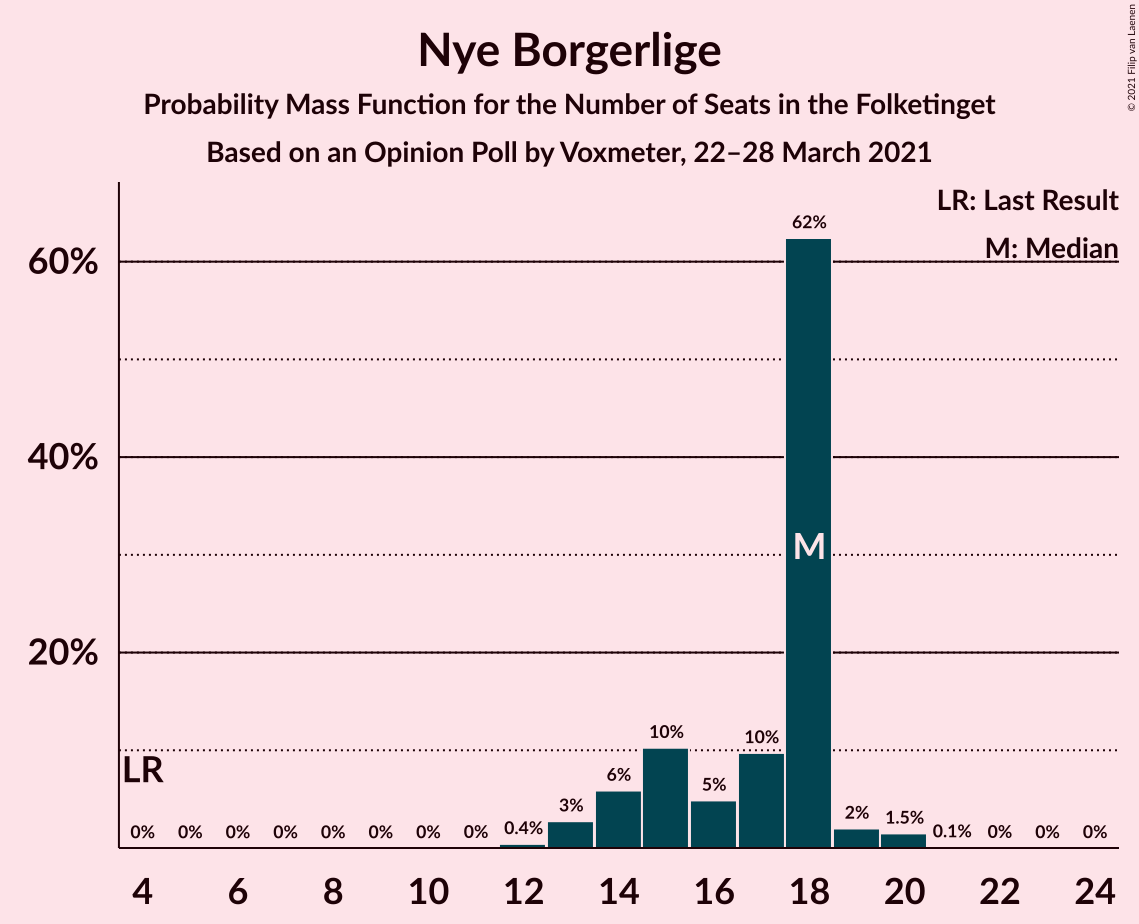 Nye Borgerlige
Probability Mass Function for the Number of Seats in the Folketinget
Based on an Opinion Poll by Voxmeter, 22–28 March 2021
© 2021 Filip van Laenen
LR: Last Result
M: Median
60%
40%
20%
62%
M
LR
0%
0%
0%
0%
0%
0%
0%
0%
0.4%
3%
6%
10%
5%
10%
2%
1.5%
0.1%
0%
0%
0%
4 6 8 10 12 14 16 18 20 22 24